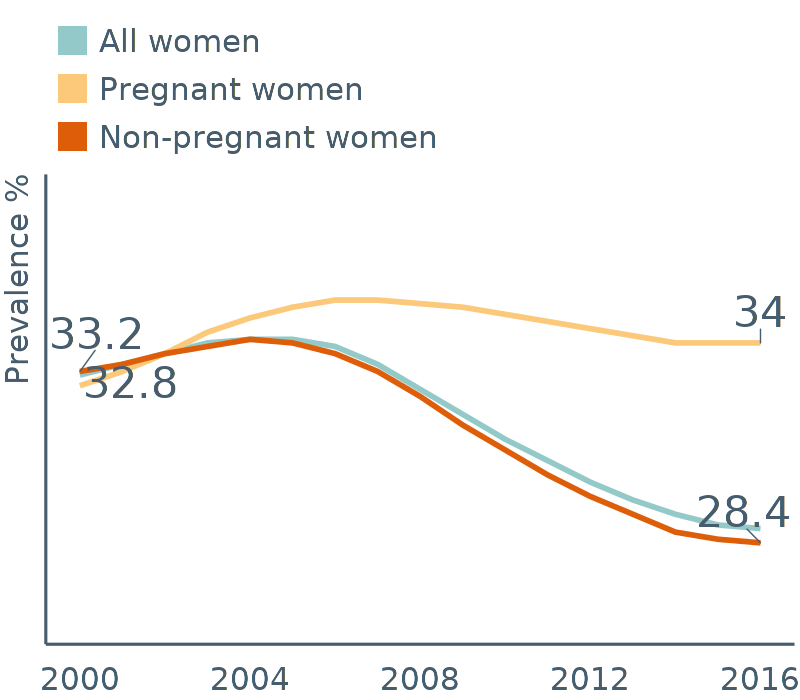 All women
Pregnant women
Non-pregnant women
Prevalence %
33.2
32.8
34
28.4
2000 2004 2008 2012 2016